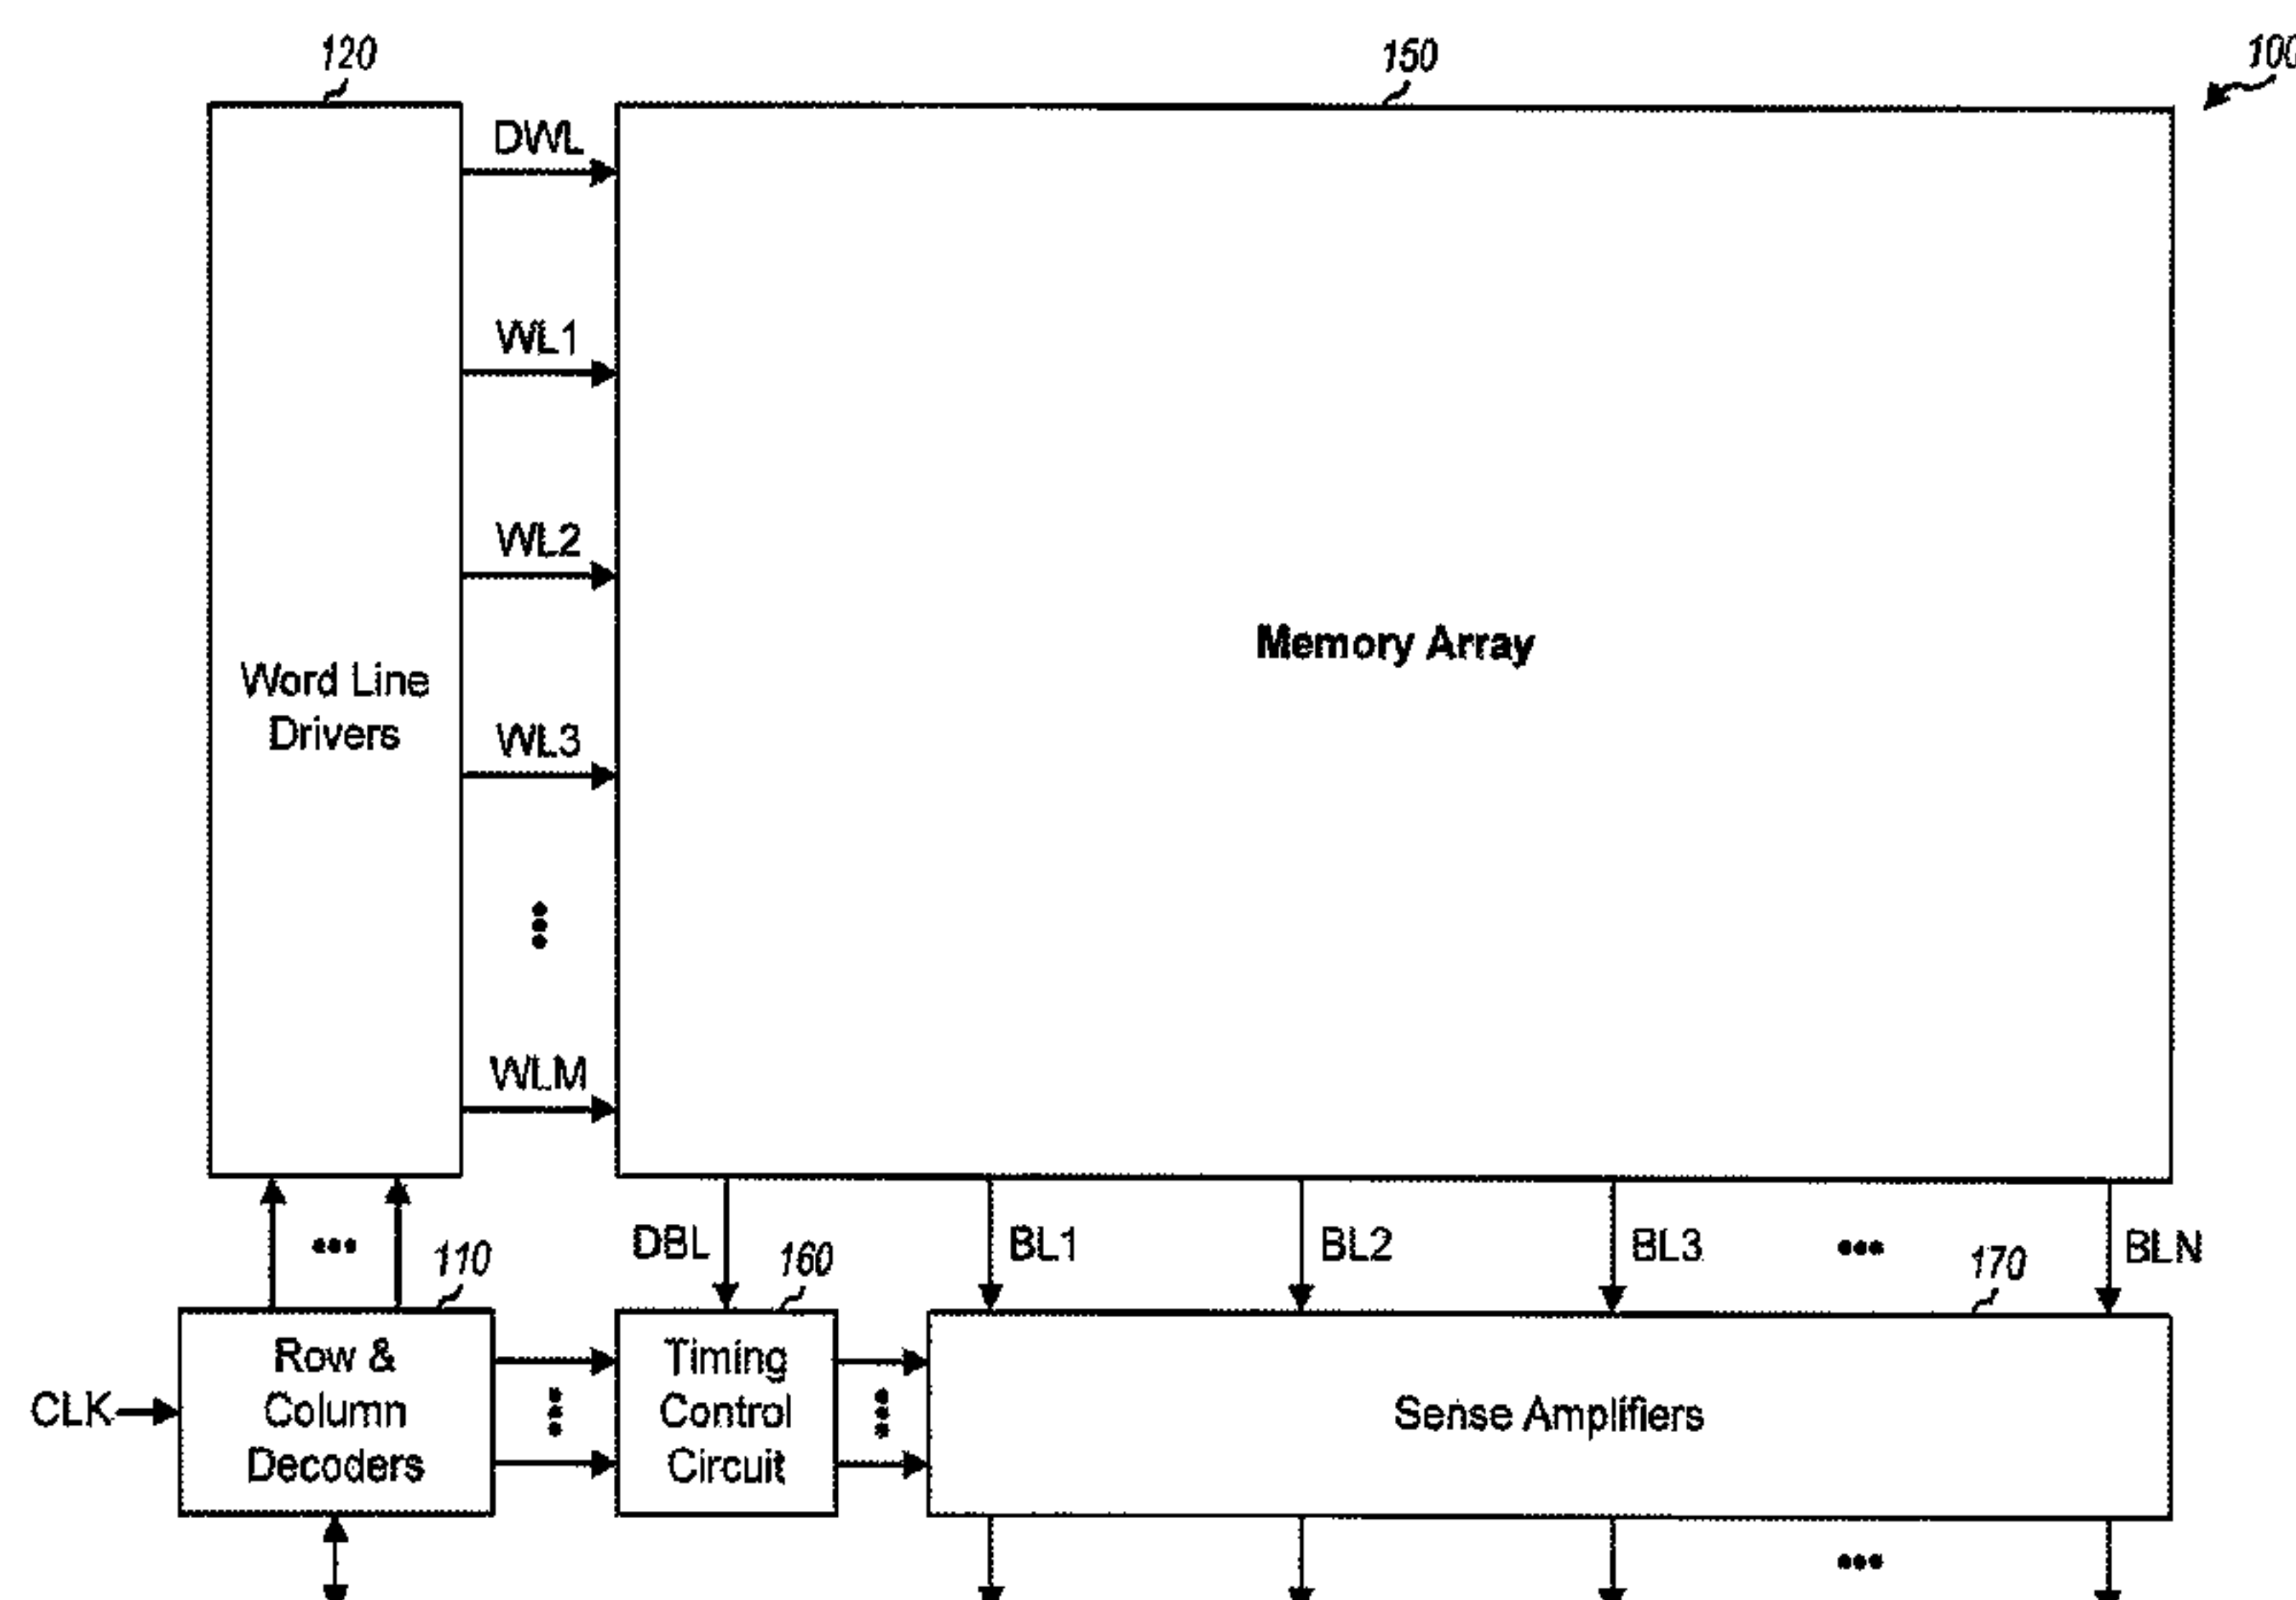 120
150
100
DWL
WL1
WL2
Memory Array
Word Line
Drivers
WL3
WLM
DBL
BL1
BL2
BL3
BLN
110
160
170
CLK
Row &
Column
Decoders
Timing
Control
Circuit
Sense Amplifiers